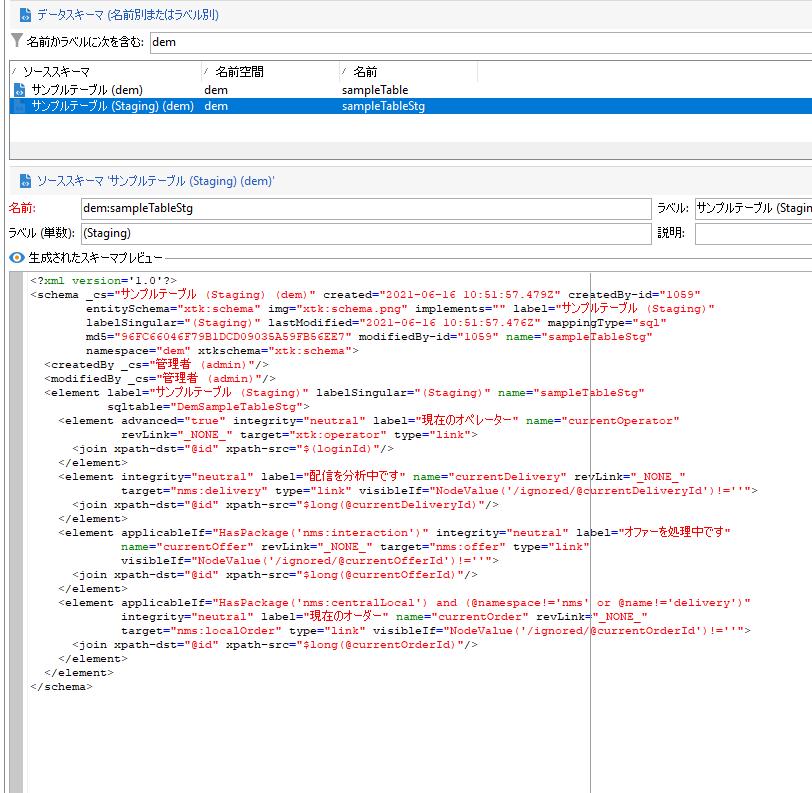 データスキーマ (名前別またはラベル別)
名前かラベルに次を含む: dem
ソーススキーマ 名前空間 名前
サンプルテーブル (dem) dem sampleTable
サンプルテーブル (Staging) (dem) dem sampleTableStg
ソーススキーマ 'サンプルテーブル (Staging) (dem)'
名前: dem:sampleTableStg ラベル: サンプルテーブル (Stagin
ラベル (単数): (Staging) 説明:
生成されたスキーマプレビュー
<?xml version='1.0'?>
<schema _cs="サンプルテーブル (Staging) (dem)" created="2021-06-16 10:51:57.479Z" createdBy-id="1059"
entitySchema="xtk:schema" img="xtk:schema.png" implements="" label="サンプルテーブル (Staging)"
labelSingular="(Staging)" lastModified="2021-06-16 10:51:57.476Z" mappingType="sql"
md5="96FC66046F79B1DCD09035A59FB56EE7" modifiedBy-id="1059" name="sampleTableStg"
namespace="dem" xtkschema="xtk:schema">
<createdBy _cs="管理者 (admin)"/>
<modifiedBy _cs="管理者 (admin)"/>
<element label="サンプルテーブル (Staging)" labelSingular="(Staging)" name="sampleTableStg"
sqltable="DemSampleTableStg">
<element advanced="true" integrity="neutral" label="現在のオペレーター" name="currentOperator"
revLink="_NONE_" target="xtk:operator" type="link">
<join xpath-dst="@id" xpath-src="$(loginId)"/>
</element>
<element integrity="neutral" label="配信を分析中です" name="currentDelivery" revLink="_NONE_"
target="nms:delivery" type="link" visibleIf="NodeValue('/ignored/@currentDeliveryId')!=''">
<join xpath-dst="@id" xpath-src="$long(@currentDeliveryId)"/>
</element>
<element applicableIf="HasPackage('nms:interaction')" integrity="neutral" label="オファーを処理中です"
name="currentOffer" revLink="_NONE_" target="nms:offer" type="link"
visibleIf="NodeValue('/ignored/@currentOfferId')!=''">
<join xpath-dst="@id" xpath-src="$long(@currentOfferId)"/>
</element>
<element applicableIf="HasPackage('nms:centralLocal') and (@namespace!='nms' or @name!='delivery')"
integrity="neutral" label="現在のオーダー" name="currentOrder" revLink="_NONE_"
target="nms:localOrder" type="link" visibleIf="NodeValue('/ignored/@currentOrderId')!=''">
<join xpath-dst="@id" xpath-src="$long(@currentOrderId)"/>
</element>
</element>
</schema>